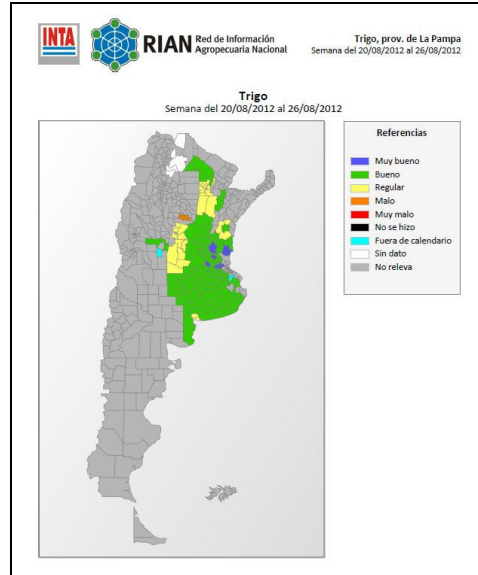 INTA
RIAN
Red de Información
Agropecuaria Nacional
Trigo, prov. de La Pampa
Semana del 20/08/2012 al 26/08/2012
Trigo
Semana del 20/08/2012 al 26/08/2012
Referencias
Muy bueno
Bueno
Regular
Malo
Muy malo
No se hizo
Fuera de calendario
Sin dato
No releva